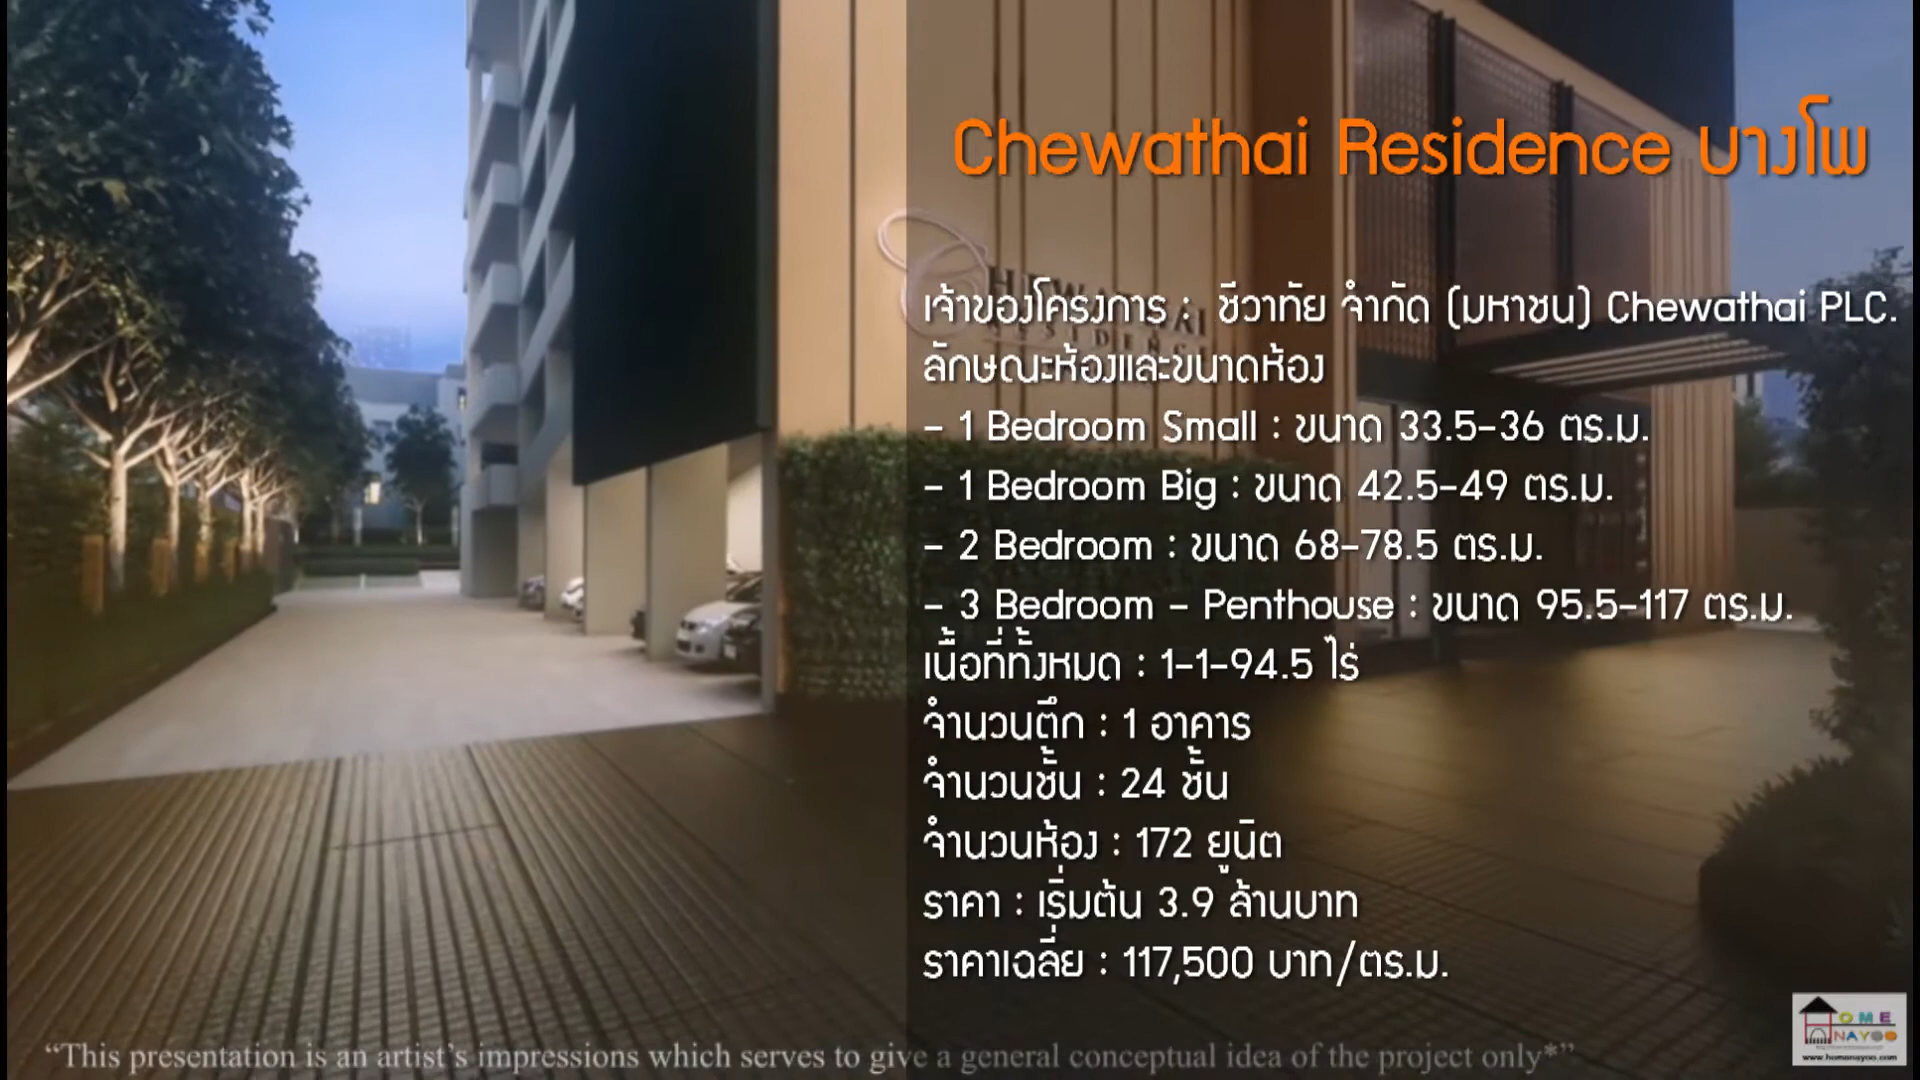 Chewathai Residence บางโพ
CHEWATHAI
RESIDENCE
เจ้าของโครงการ : ชีวาทัย จำกัด (มหาชน) Chewathai PLC.
ลักษณะห้องและขนาดห้อง
- 1 Bedroom Small : ขนาด 33.5-36 ตร.ม.
- 1 Bedroom Big : ขนาด 42.5-49 ตร.ม.
- 2 Bedroom : ขนาด 68-78.5 ตร.ม.
- 3 Bedroom - Penthouse : ขนาด 95.5-117 ตร.ม.
เนื้อที่ทั้งหมด : 1-1-94.5 ไร่
จำนวนตึก : 1 อาคาร
จำนวนชั้น : 24 ชั้น
จำนวนห้อง : 172 ยูนิต
ราคา : เริ่มต้น 3.9 ล้านบาท
ราคาเฉลี่ย : 117,500 บาท/ตร.ม.
HOME
NAYOO
www.homenayoo.com
“This presentation is an artist’s impressions which serves to give a general conceptual idea of the project only*”